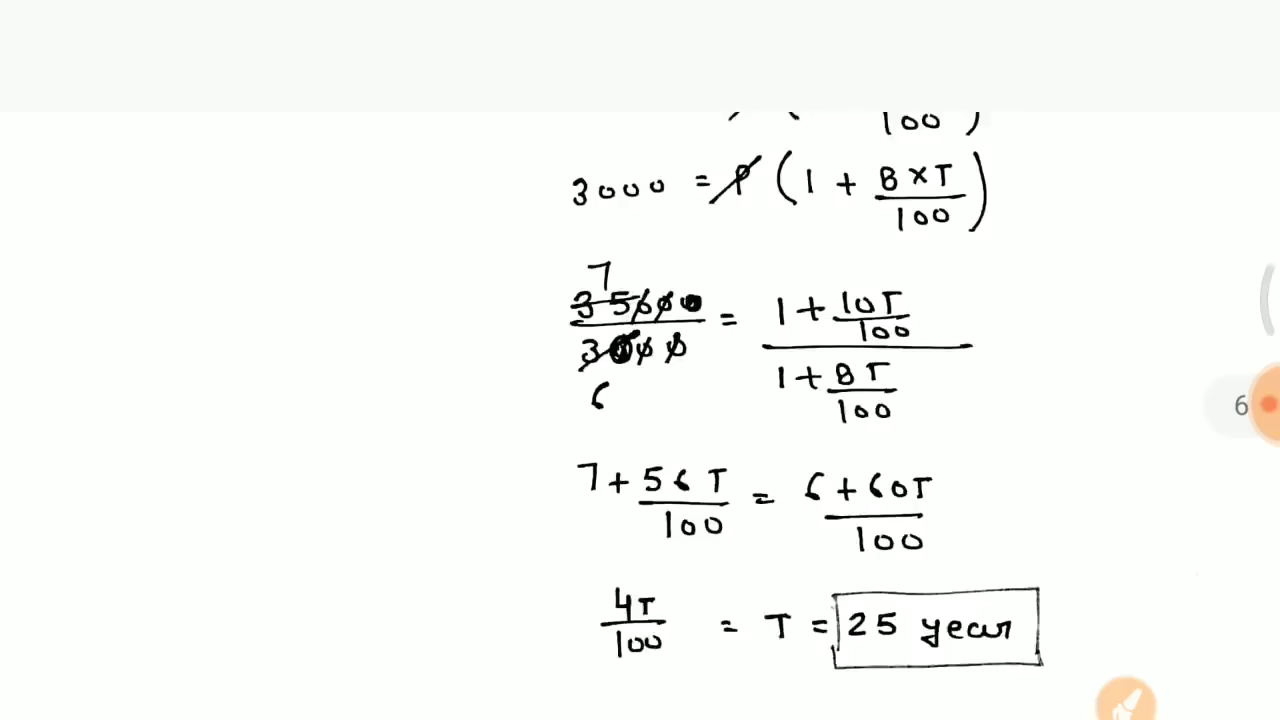 100 )
3000 = P ( 1 + 8 × T / 100 )
7
35000 / 3000 = 1 + 10T / 100 / 1 + 8T / 100
6
7 + 56T / 100 = 6 + 60T / 100
4T / 100 = T = 25 year
6